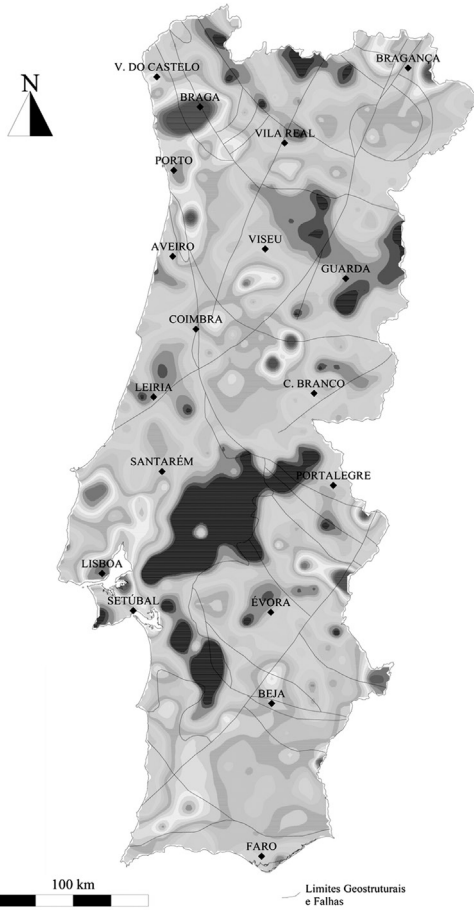 BRAGANÇA
V. DO CASTELO
N
BRAGA
VILA REAL
PORTO
AVEIRO
VISEU
GUARDA
COIMBRA
C. BRANCO
LEIRIA
SANTARÉM
PORTALEGRE
LISBOA
SETÚBAL
ÉVORA
BEJA
FARO
100 km
Limites Geostruturais
e Falhas